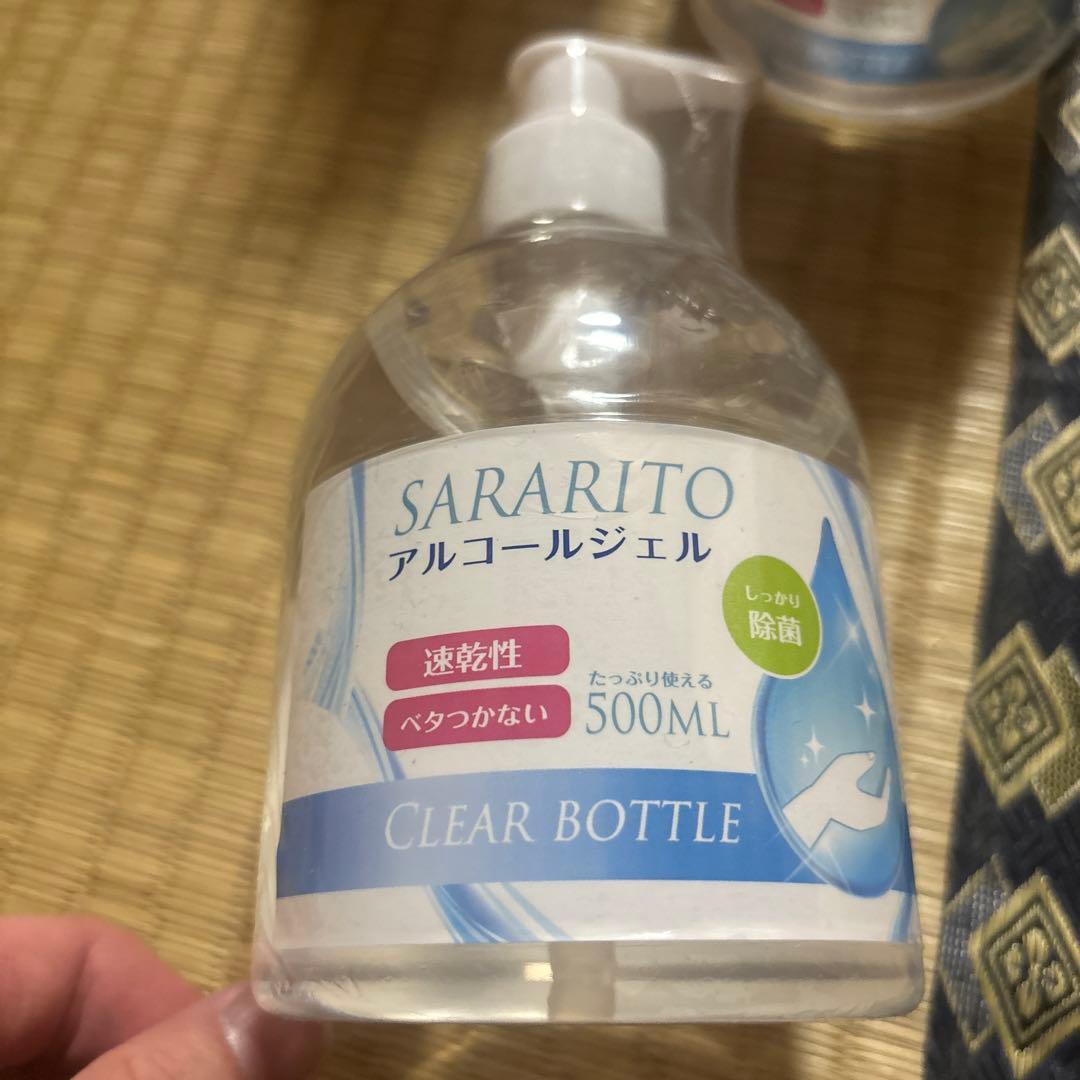 SARARITO
アルコールジェル
しっかり
除菌
速乾性
ベタつかない
たっぷり使える
500ML
CLEAR BOTTLE